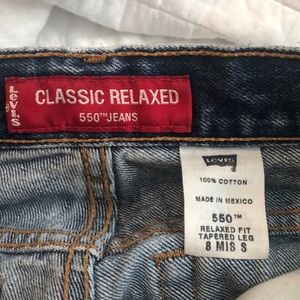 LEVI'S
CLASSIC RELAXED
550™ JEANS
LEVI'S
100% COTTON
MADE IN MEXICO
550™
RELAXED FIT
TAPERED LEG
8 MIS S